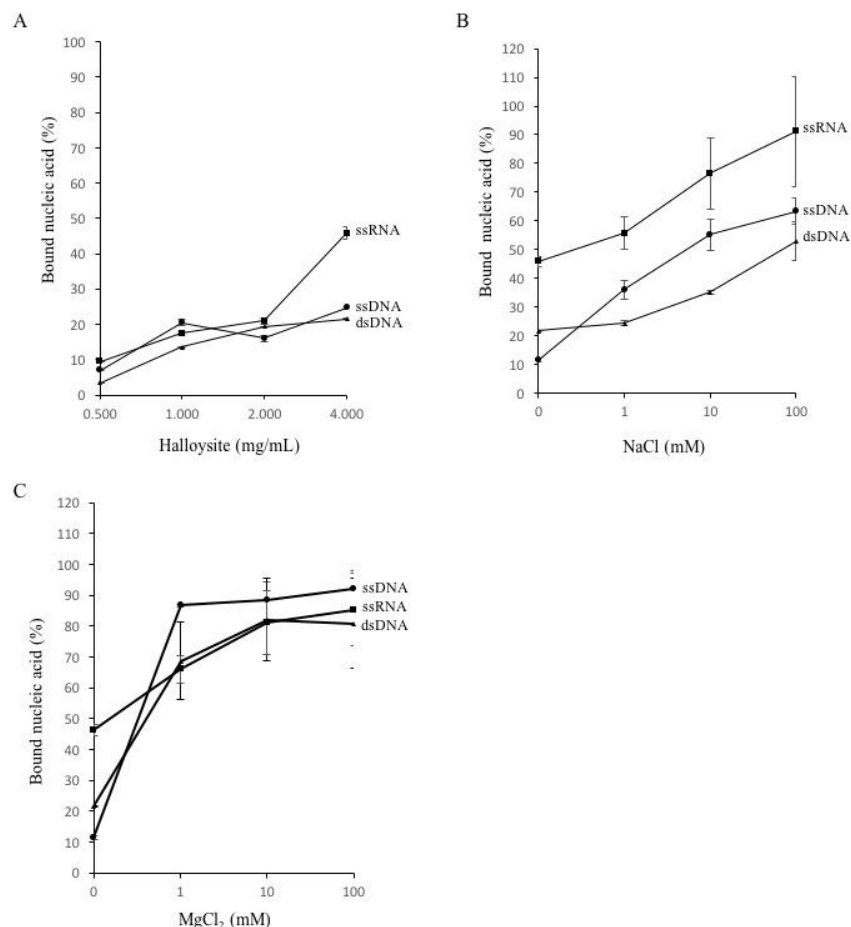 A
100
90
80
70
60
50
40
30
20
10
0
Bound nucleic acid (%)
ssRNA
ssDNA
dsDNA
0.500 1.000 2.000 4.000
Halloysite (mg/mL)
B
120
110
100
90
80
70
60
50
40
30
20
10
0
Bound nucleic acid (%)
ssRNA
ssDNA
dsDNA
0 1 10 100
NaCl (mM)
C
120
110
100
90
80
70
60
50
40
30
20
10
0
Bound nucleic acid (%)
ssDNA
ssRNA
dsDNA
0 1 10 100
MgCl₂ (mM)